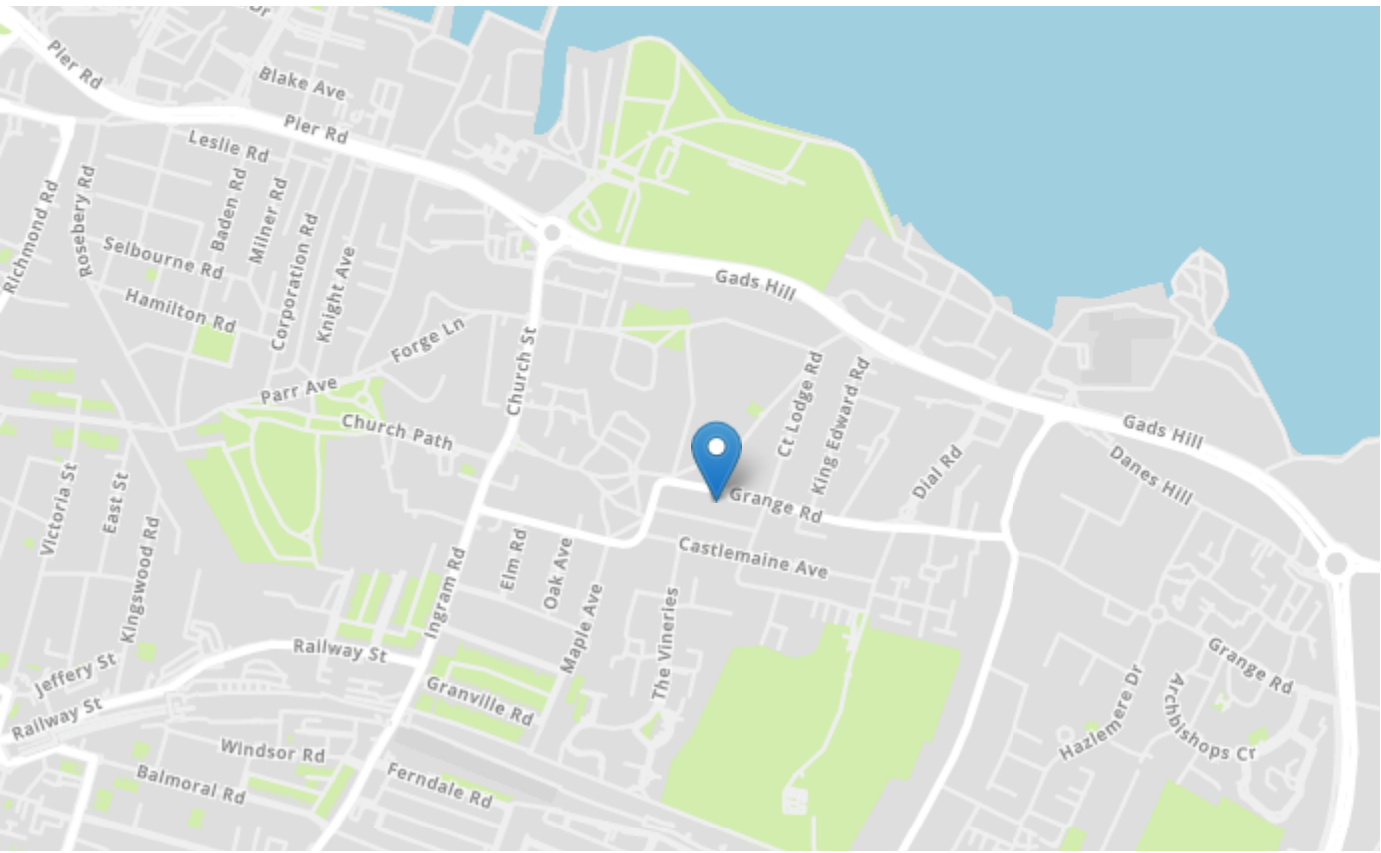 Dr
Pier Rd
Blake Ave
Pier Rd
Leslie Rd
Richmond Rd
Rosebery Rd
Baden Rd
Milner Rd
Selbourne Rd
Corporation Rd
Knight Ave
Hamilton Rd
Gads Hill
Forge Ln
Church St
Parr Ave
Church Path
Ct Lodge Rd
King Edward Rd
Gads Hill
Dial Rd
Danes Hill
Victoria St
East St
Grange Rd
Kingswood Rd
Elm Rd
Oak Ave
Castlemaine Ave
Ingram Rd
Maple Ave
The Vineries
Railway St
Jeffery St
Grange Rd
Granville Rd
Hazlemere Dr
Archbishops Cr
Railway St
Windsor Rd
Balmoral Rd
Ferndale Rd